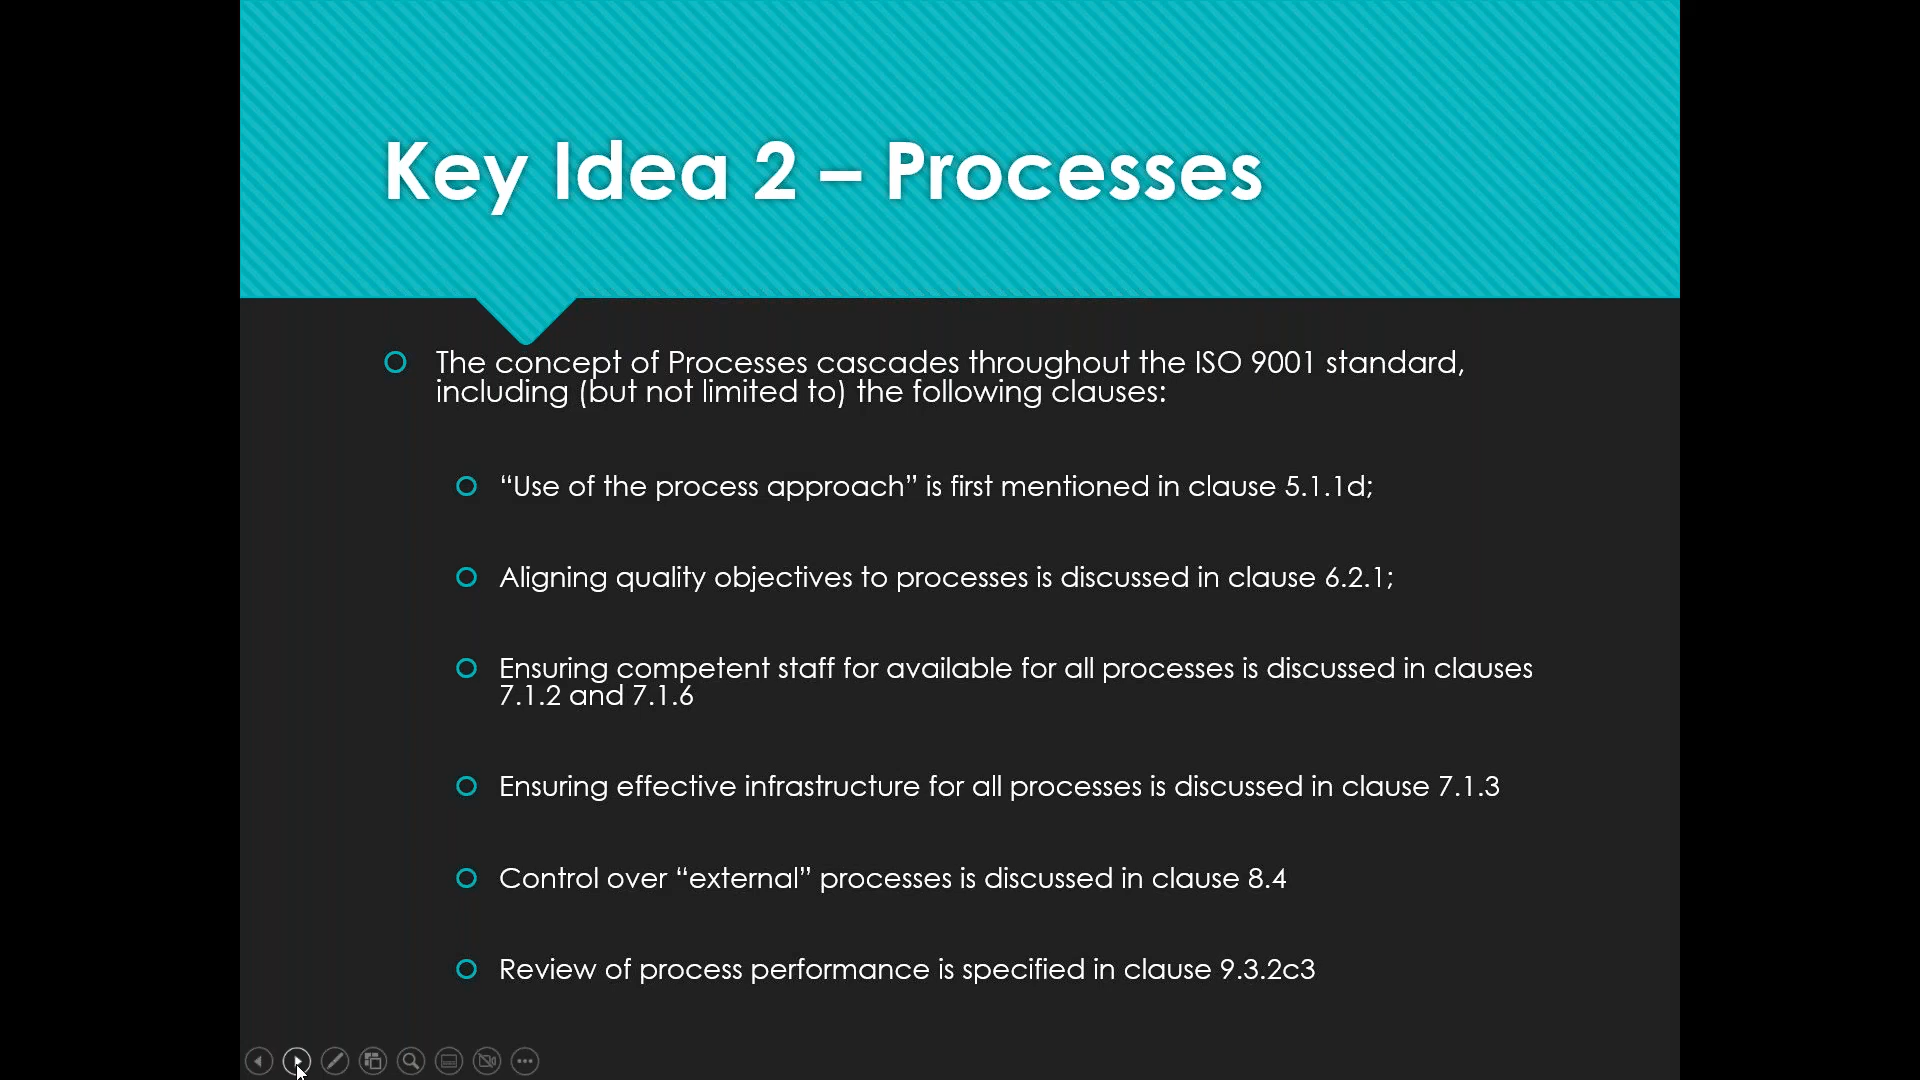 Key Idea 2 – Processes
The concept of Processes cascades throughout the ISO 9001 standard,
including (but not limited to) the following clauses:
“Use of the process approach” is first mentioned in clause 5.1.1d;
Aligning quality objectives to processes is discussed in clause 6.2.1;
Ensuring competent staff for available for all processes is discussed in clauses
7.1.2 and 7.1.6
Ensuring effective infrastructure for all processes is discussed in clause 7.1.3
Control over “external” processes is discussed in clause 8.4
Review of process performance is specified in clause 9.3.2c3